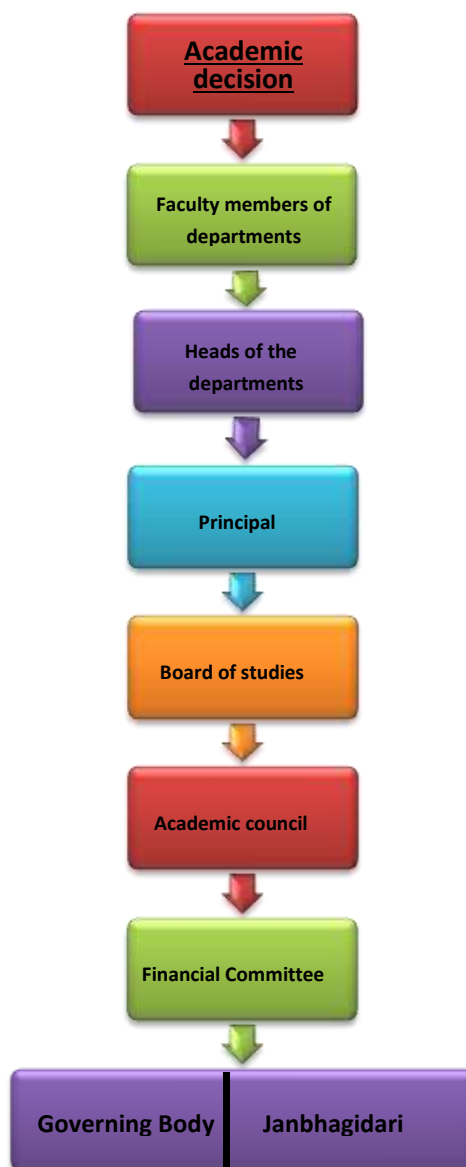 Academic
decision
Faculty members of
departments
Heads of the
departments
Principal
Board of studies
Academic council
Financial Committee
Governing Body Janbhagidari